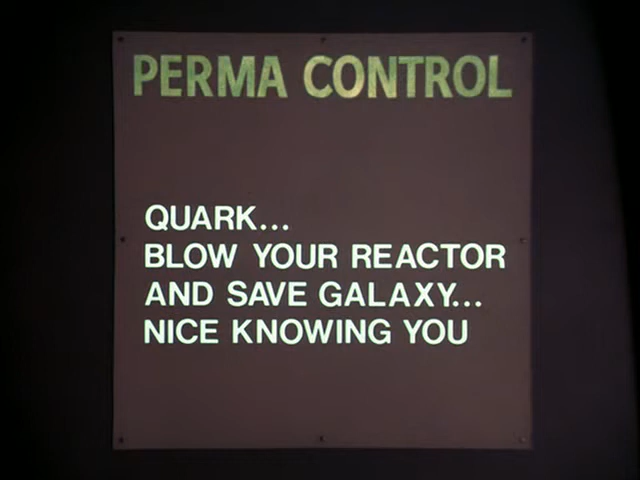 PERMA CONTROL
QUARK...
BLOW YOUR REACTOR
AND SAVE GALAXY...
NICE KNOWING YOU